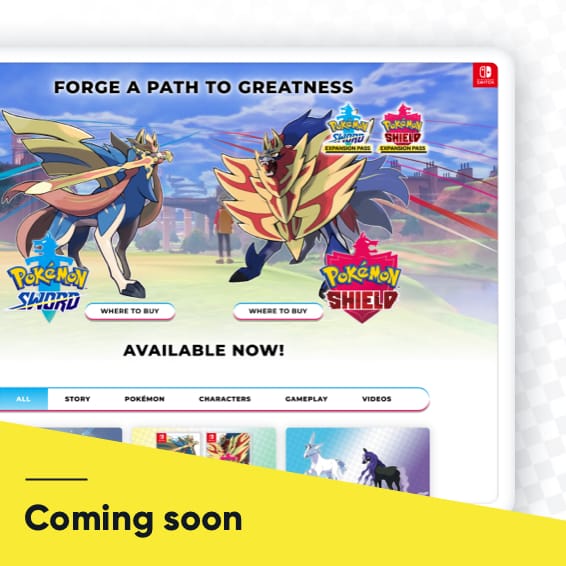 FORGE A PATH TO GREATNESS
NINTENDO
SWITCH
POKéMON
SWORD
EXPANSION PASS
POKéMON
SHIELD
EXPANSION PASS
POKéMON
SWORD
POKéMON
SHIELD
WHERE TO BUY
WHERE TO BUY
AVAILABLE NOW!
ALL
STORY
POKÉMON
CHARACTERS
GAMEPLAY
VIDEOS
Coming soon